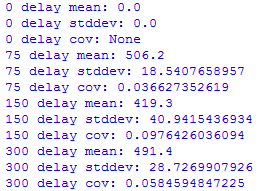 0 delay mean: 0.0
0 delay stddev: 0.0
0 delay cov: None
75 delay mean: 506.2
75 delay stddev: 18.5407658957
75 delay cov: 0.036627352619
150 delay mean: 419.3
150 delay stddev: 40.9415436934
150 delay cov: 0.0976426036094
300 delay mean: 491.4
300 delay stddev: 28.7269907926
300 delay cov: 0.0584594847225